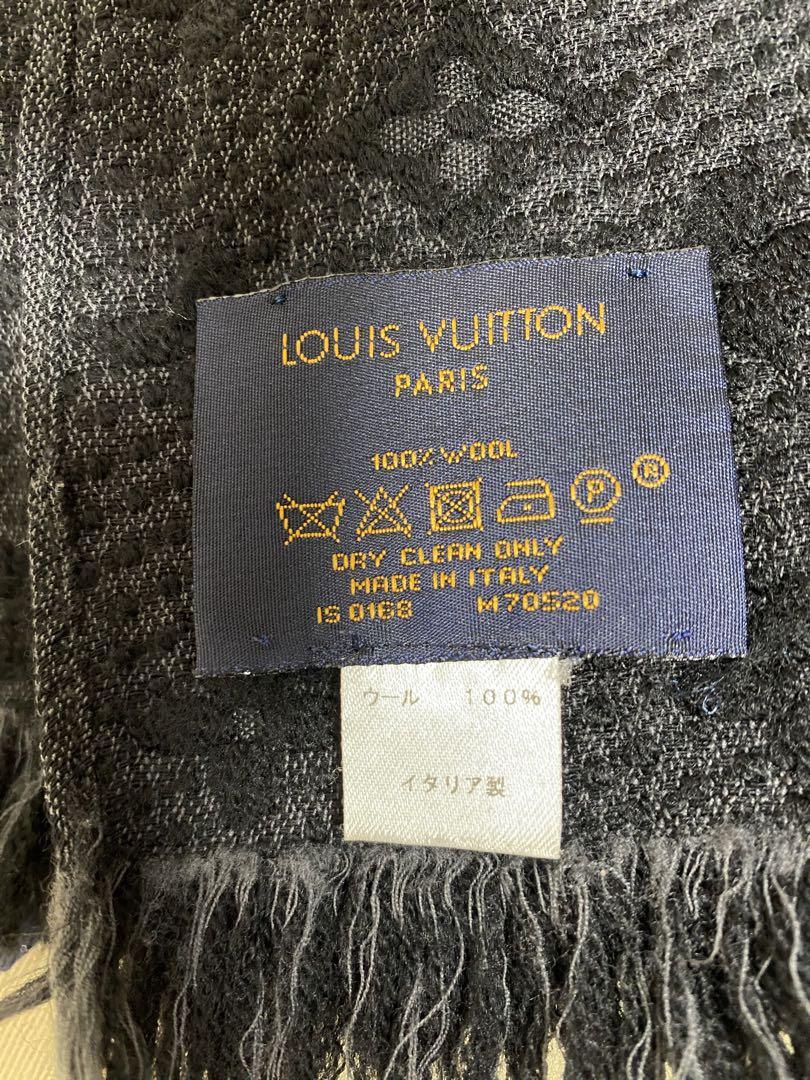 LOUIS VUITTON
PARIS
100% WOOL
P
®
DRY CLEAN ONLY
MADE IN ITALY
IS 0168 M70520
ウール 100%
イタリア製